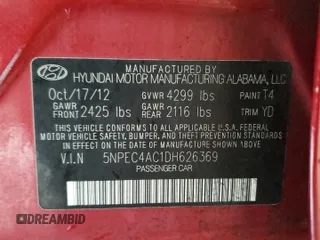 HYUNDAI MOTOR MANUFACTURING ALABAMA, LLC
Oct/17/12 GVWR 4299 lbs PAINT T4
GAWR FRONT 2425 lbs GAWR REAR 2116 lbs TRIM YD
THIS VEHICLE CONFORMS TO ALL APPLICABLE U.S.
FEDERAL MOTOR VEHICLE SAFETY, BUMPER, AND THEFT
PREVENTION STANDARDS IN EFFECT ON THE DATE OF
MANUFACTURE SHOWN ABOVE.
V.I.N 5NPEC4AC1DH626369
PASSENGER CAR
DREAMBID